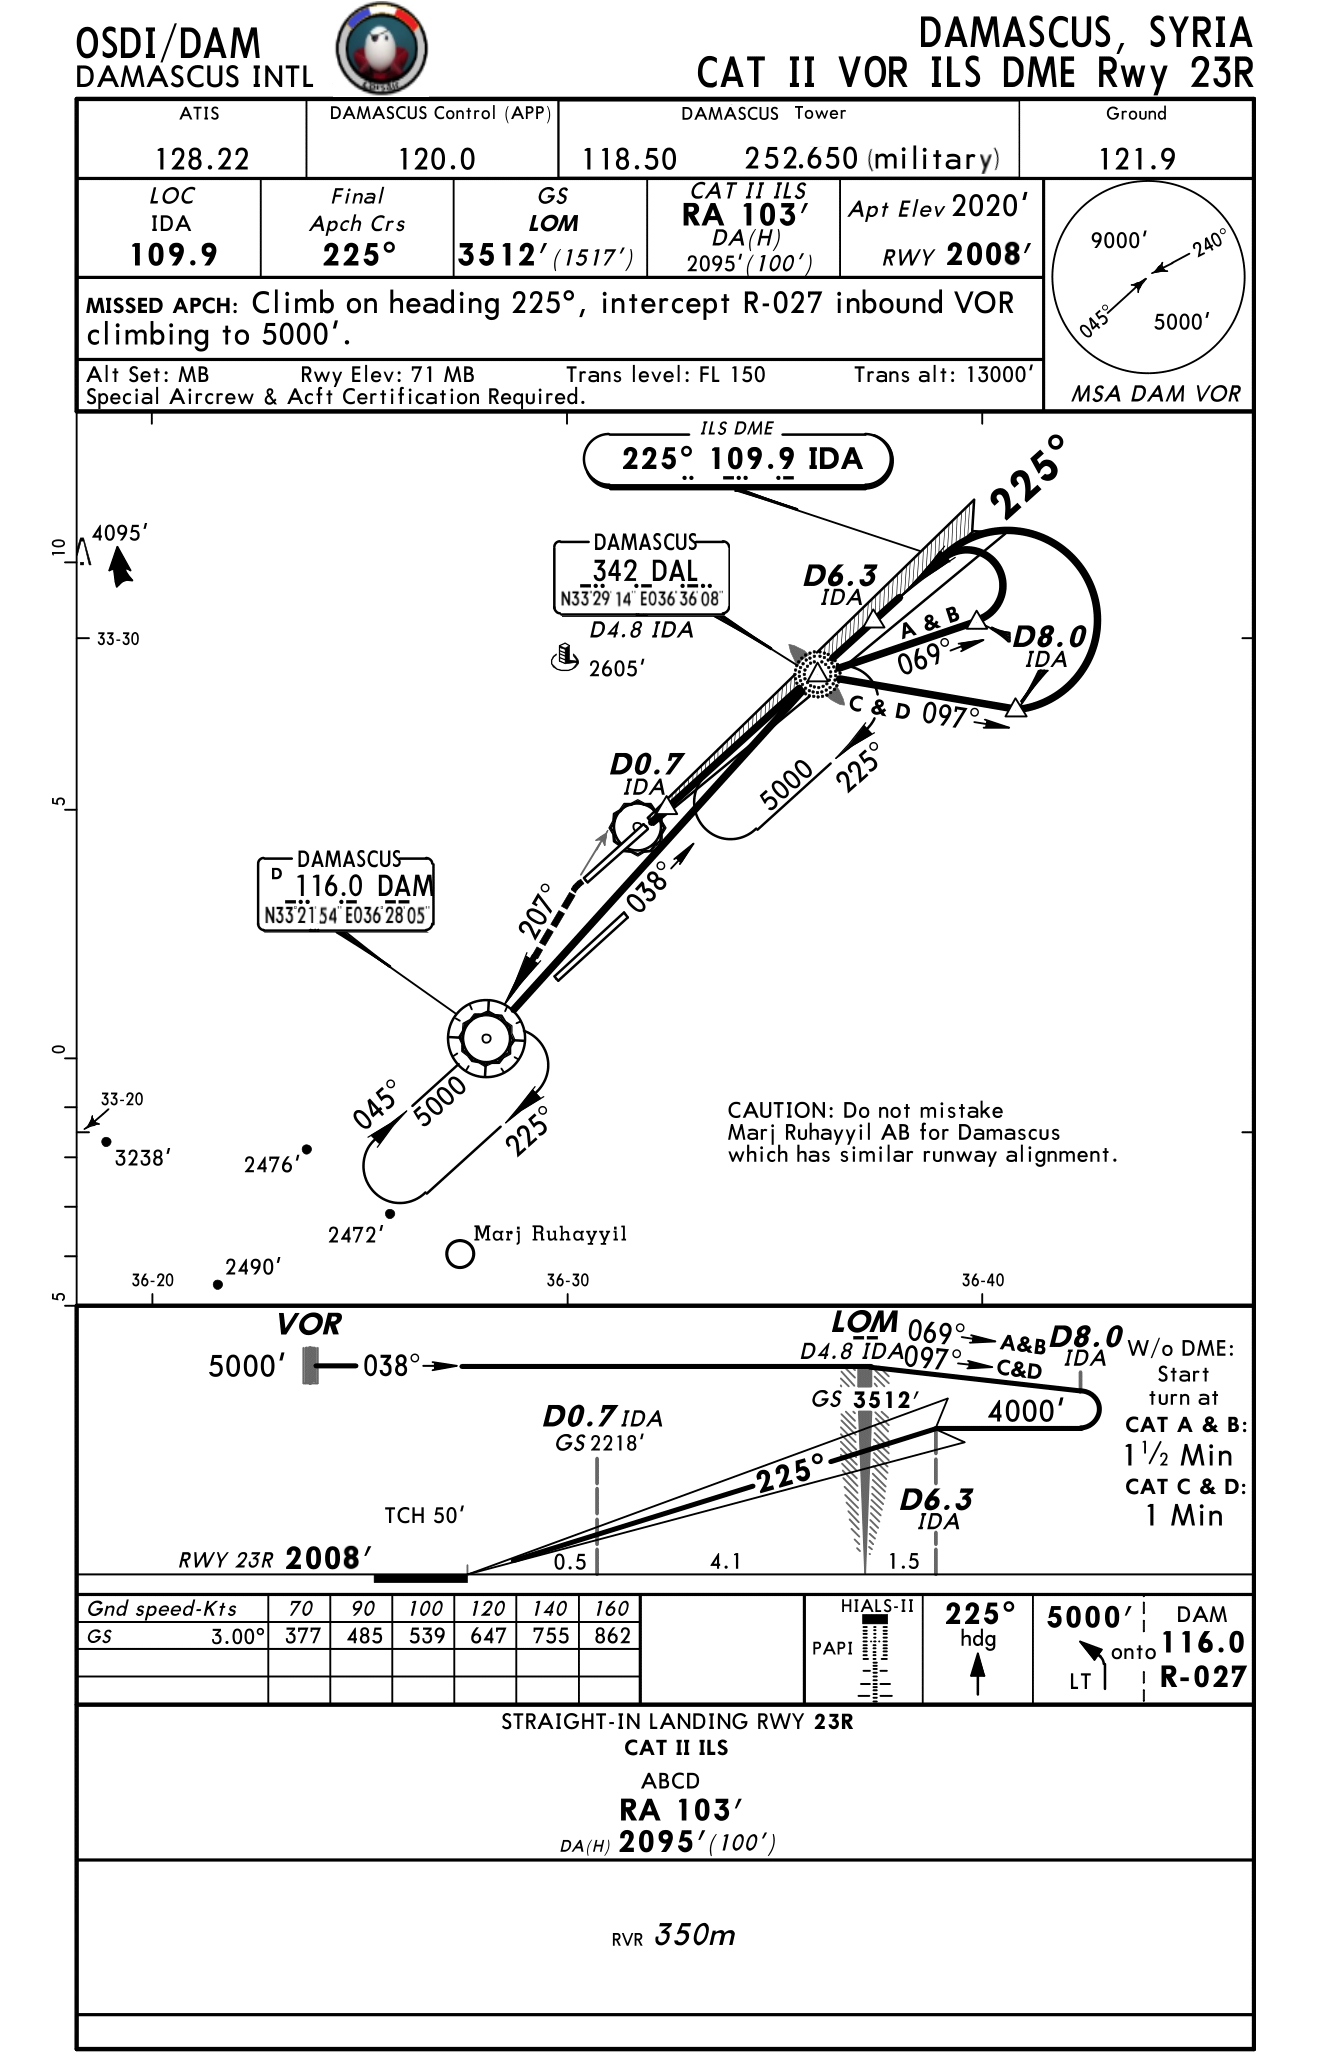 OSDI/DAM
DAMASCUS INTL
DAMASCUS, SYRIA
CAT II VOR ILS DME Rwy 23R
ATIS
128.22
DAMASCUS Control (APP)
120.0
DAMASCUS Tower
118.50 252.650 (military)
Ground
121.9
LOC
IDA
109.9
Final
Apch Crs
225°
GS
LOM
3512' (1517')
CAT II ILS
RA 103'
DA(H)
2095' (100')
Apt Elev 2020'
RWY 2008'
MISSED APCH: Climb on heading 225°, intercept R-027 inbound VOR
climbing to 5000'.
Alt Set: MB Rwy Elev: 71 MB Trans level: FL 150 Trans alt: 13000'
Special Aircrew & Acft Certification Required.
9000'
240°
045°
5000'
MSA DAM VOR
ILS DME
225° 109.9 IDA
225°
4095'
10
33-30
DAMASCUS
342 DAL
N33°29'14" E036°36'08"
D4.8 IDA
2605'
D6.3
IDA
A & B
069°
D8.0
IDA
C & D 097°
5000
225°
D0.7
IDA
5
DAMASCUS
D 116.0 DAM
N33°21'54" E036°28'05"
207°
038°
0
045°
5000
225°
33-20
3238'
2476'
2472'
2490'
Marj Ruhayyil
CAUTION: Do not mistake
Marj Ruhayyil AB for Damascus
which has similar runway alignment.
5
36-20
36-30
36-40
VOR
5000'
038°
LOM
D4.8 IDA
069° A&B
097° C&D
D8.0
IDA
GS 3512'
4000'
D0.7 IDA
GS 2218'
225°
D6.3
IDA
TCH 50'
RWY 23R 2008'
0.5
4.1
1.5
W/o DME:
Start
turn at
CAT A & B:
1 1/2 Min
CAT C & D:
1 Min
Gnd speed-Kts 70 90 100 120 140 160
GS 3.00° 377 485 539 647 755 862
HIALS-II
PAPI
225°
hdg
5000'
LT
onto
DAM
116.0
R-027
STRAIGHT-IN LANDING RWY 23R
CAT II ILS
ABCD
RA 103'
DA(H) 2095' (100')
RVR 350m